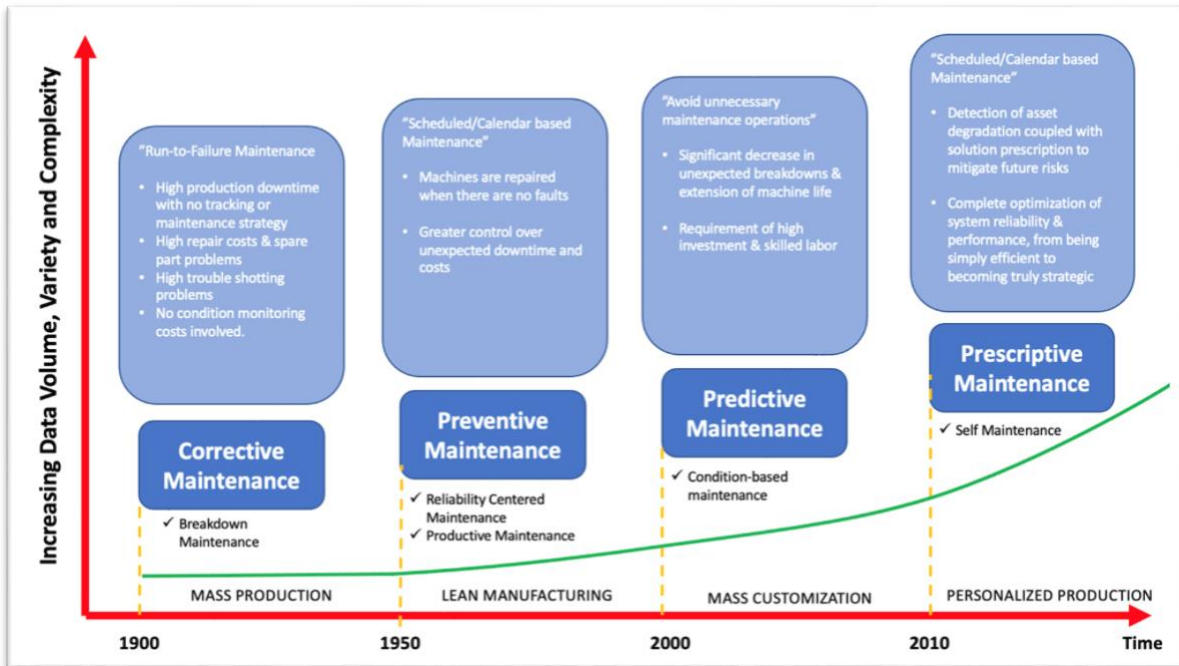 Increasing Data Volume, Variety and Complexity
"Run-to-Failure Maintenance
• High production downtime
with no tracking or
maintenance strategy
• High repair costs & spare
part problems
• High trouble shotting
problems
• No condition monitoring
costs involved.
Corrective
Maintenance
✓ Breakdown
Maintenance
"Scheduled/Calendar based
Maintenance"
• Machines are repaired
when there are no faults
• Greater control over
unexpected downtime and
costs
Preventive
Maintenance
✓ Reliability Centered
Maintenance
✓ Productive Maintenance
"Avoid unnecessary
maintenance operations"
• Significant decrease in
unexpected breakdowns &
extension of machine life
• Requirement of high
investment & skilled labor
Predictive
Maintenance
✓ Condition-based
maintenance
"Scheduled/Calendar based
Maintenance"
• Detection of asset
degradation coupled with
solution prescription to
mitigate future risks
• Complete optimization of
system reliability &
performance, from being
simply efficient to
becoming truly strategic
Prescriptive
Maintenance
✓ Self Maintenance
MASS PRODUCTION
LEAN MANUFACTURING
MASS CUSTOMIZATION
PERSONALIZED PRODUCTION
1900
1950
2000
2010
Time